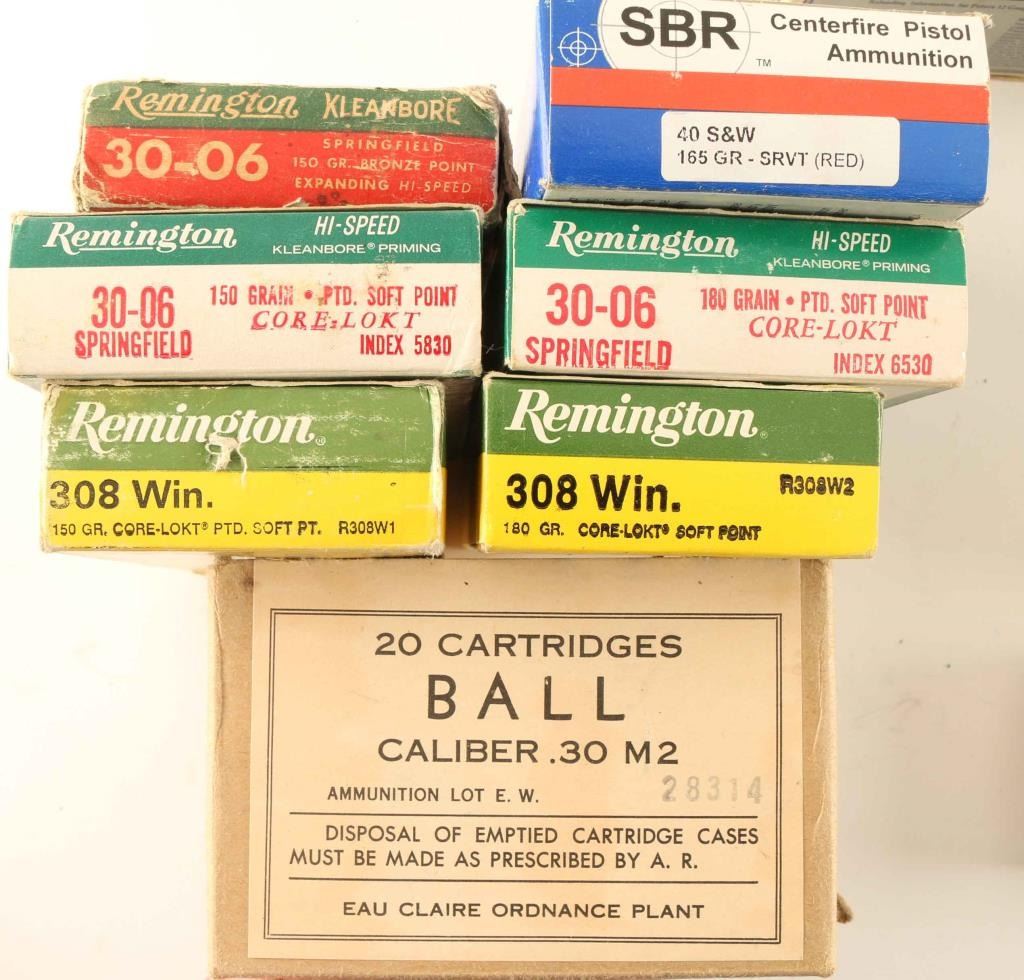 SBR
TM
Centerfire Pistol
Ammunition
40 S&W
165 GR - SRVT (RED)
Remington KLEANBORE
30-06
SPRINGFIELD
150 GR. BRONZE POINT
EXPANDING HI-SPEED
Remington
HI-SPEED
KLEANBORE® PRIMING
30-06
SPRINGFIELD
150 GRAIN • PTD. SOFT POINT
CORE-LOKT
INDEX 5830
Remington
HI-SPEED
KLEANBORE® PRIMING
30-06
SPRINGFIELD
180 GRAIN • PTD. SOFT POINT
CORE-LOKT
INDEX 6530
Remington®
308 Win.
150 GR. CORE-LOKT® PTD. SOFT PT. R308W1
Remington®
308 Win.
R308W2
180 GR. CORE-LOKT® SOFT POINT
20 CARTRIDGES
BALL
CALIBER .30 M2
AMMUNITION LOT E. W. 28314
DISPOSAL OF EMPTIED CARTRIDGE CASES
MUST BE MADE AS PRESCRIBED BY A. R.
EAU CLAIRE ORDNANCE PLANT